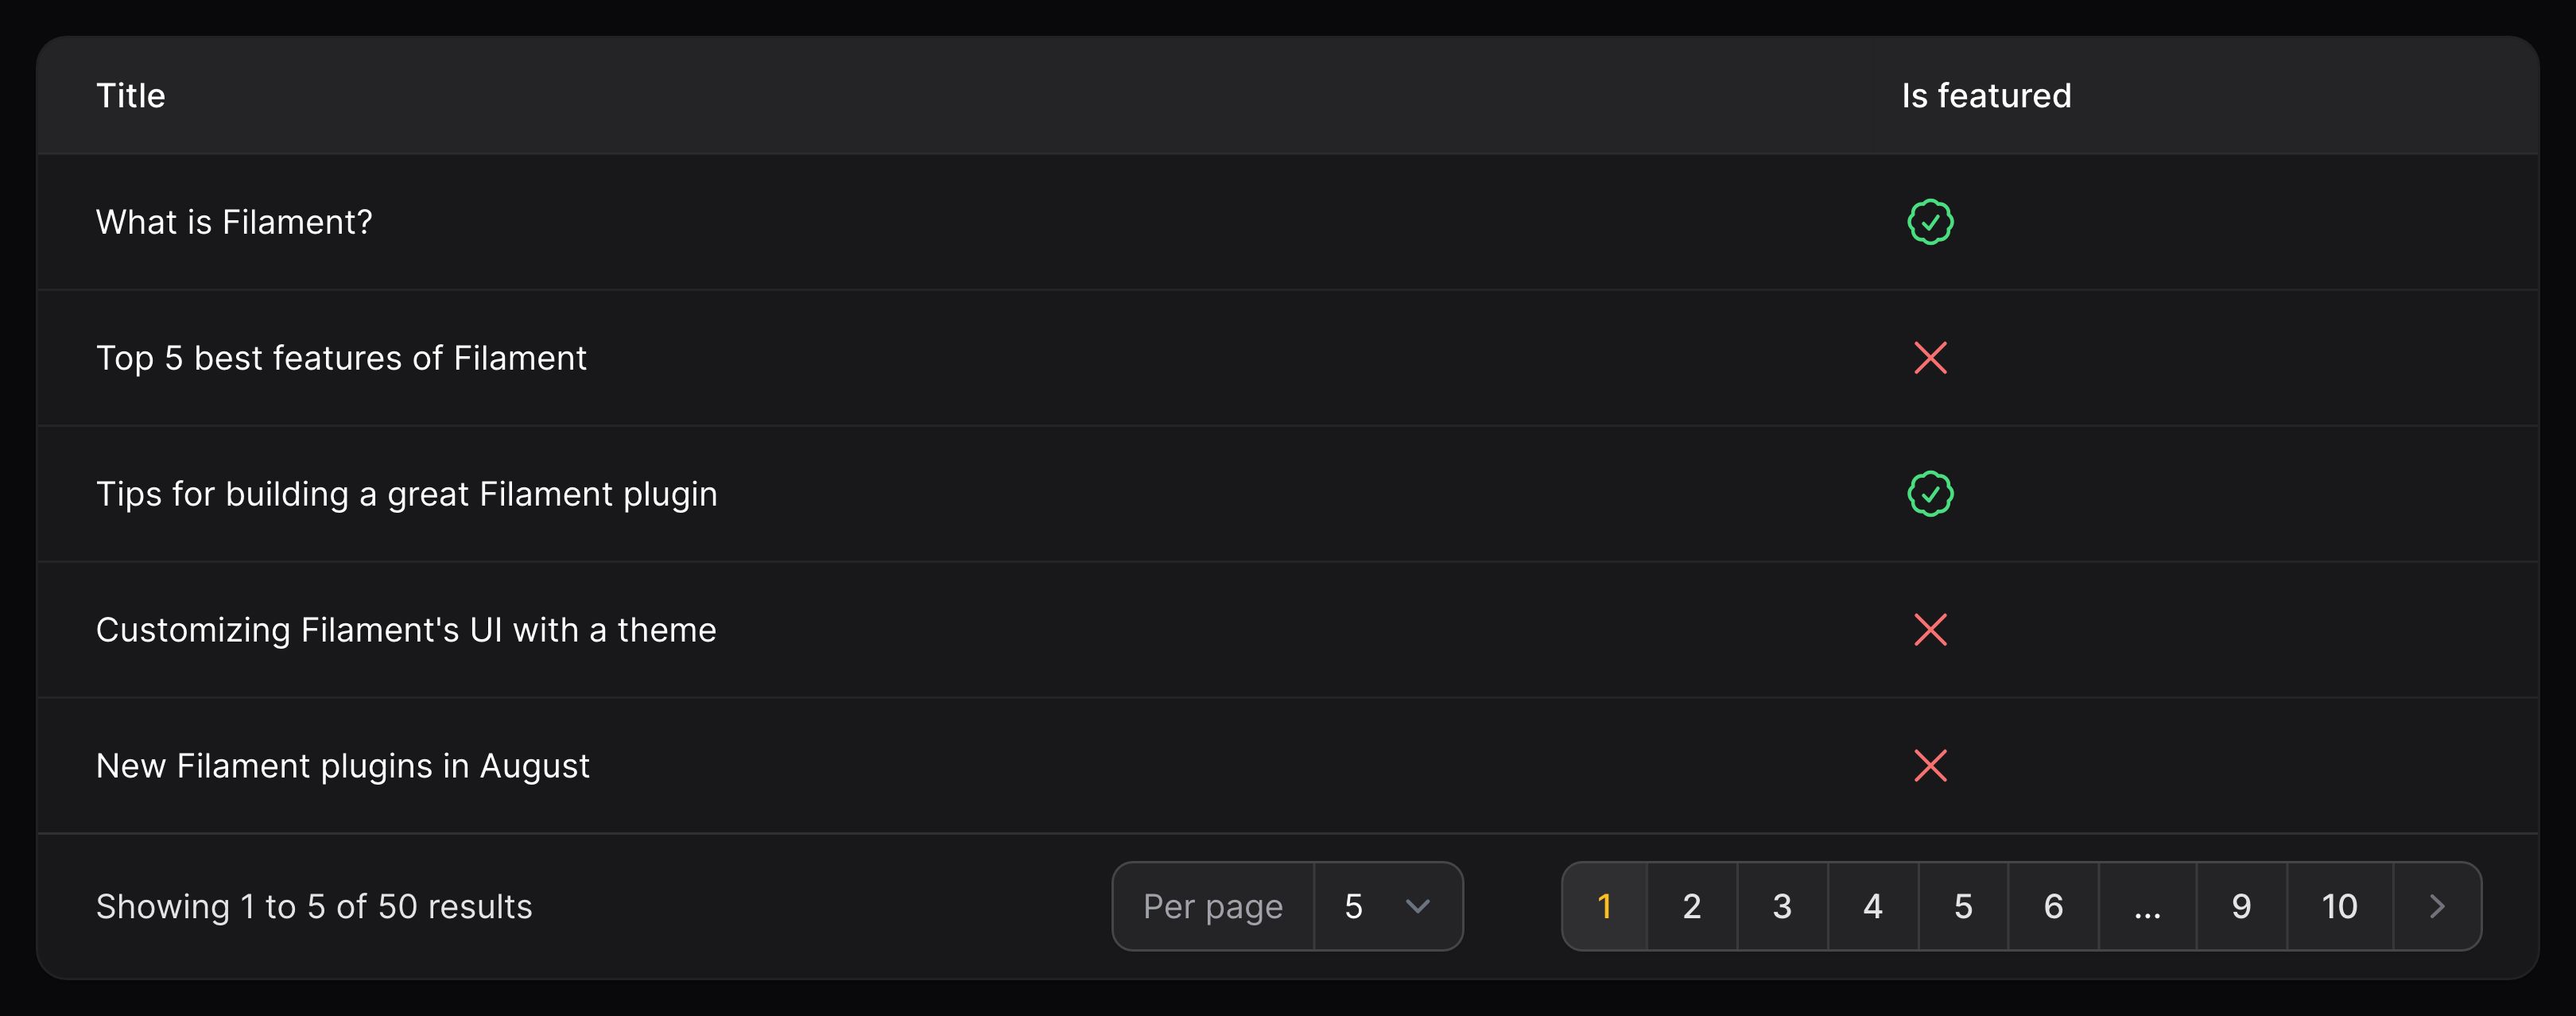 Title Is featured
What is Filament?
Top 5 best features of Filament
Tips for building a great Filament plugin
Customizing Filament's UI with a theme
New Filament plugins in August
Showing 1 to 5 of 50 results Per page 5 1 2 3 4 5 6 ... 9 10